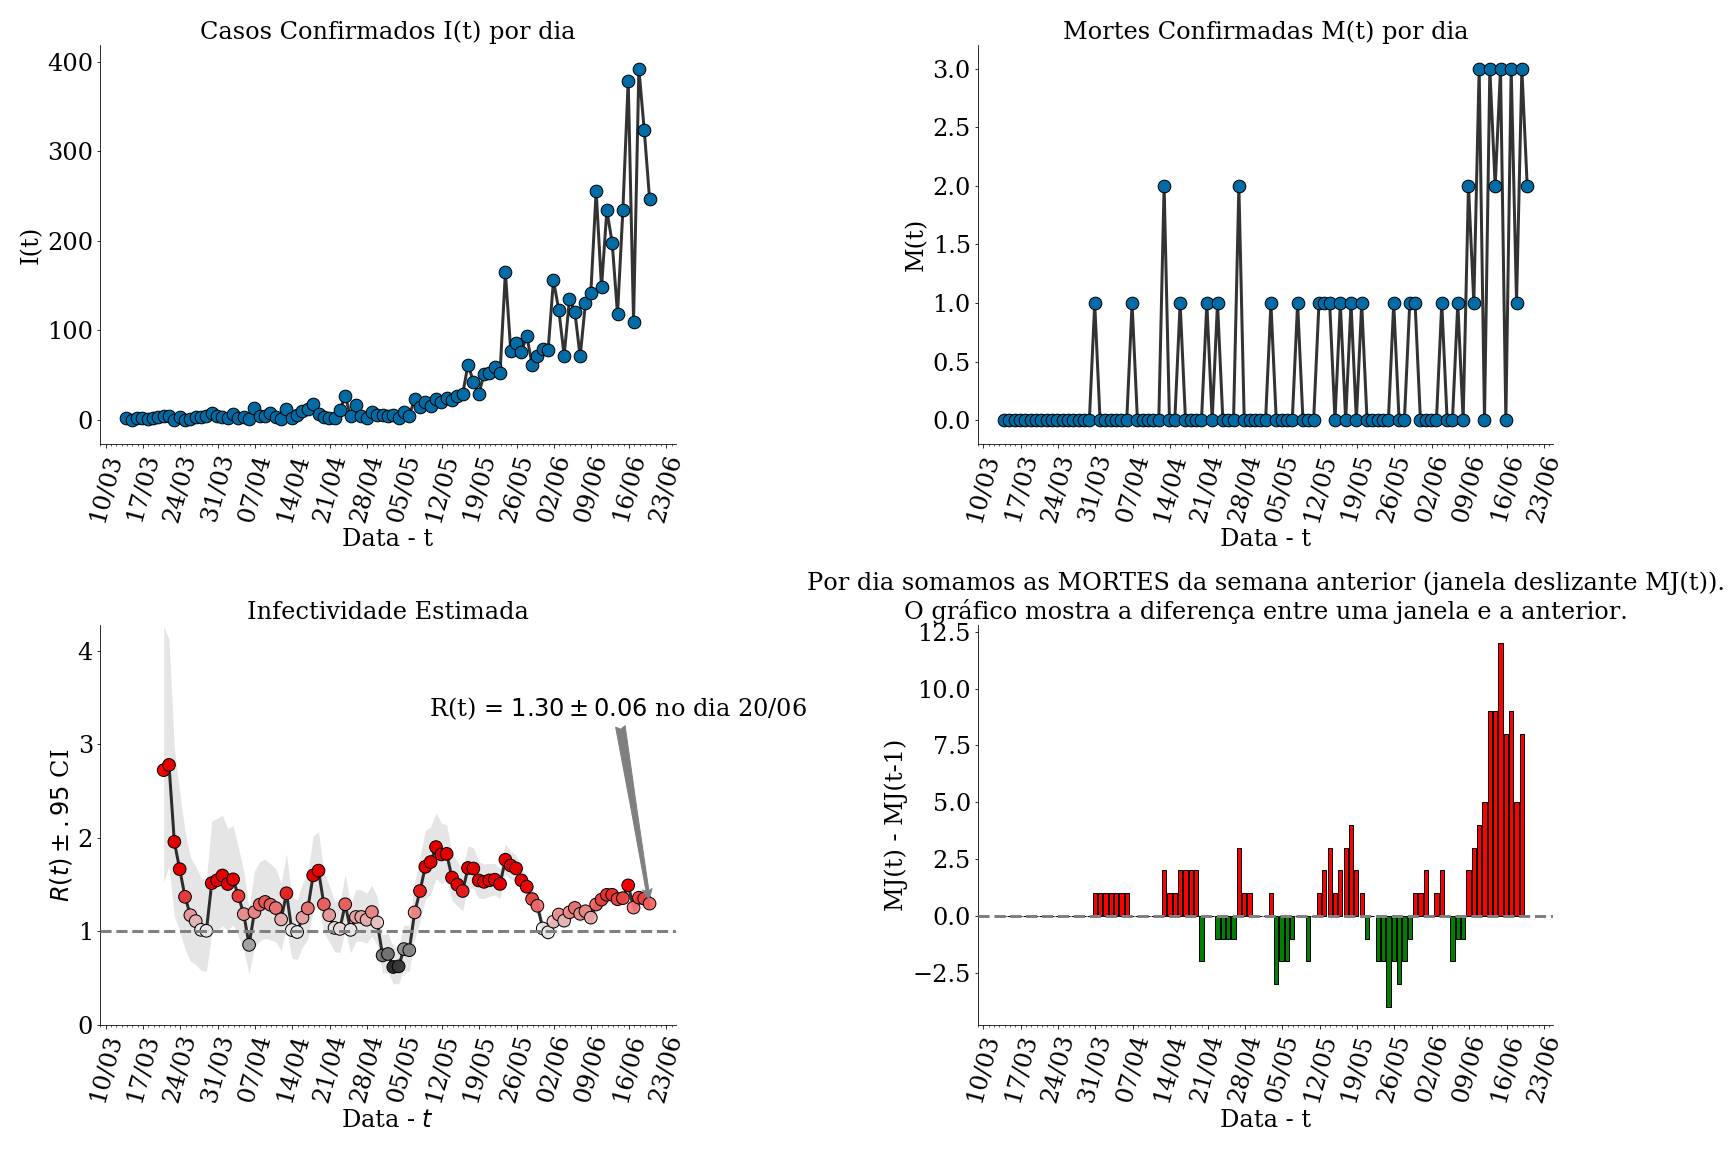 Casos Confirmados I(t) por dia
I(t)
400
300
200
100
0
10/03 17/03 24/03 31/03 07/04 14/04 21/04 28/04 05/05 12/05 19/05 26/05 02/06 09/06 16/06 23/06
Data - t
Mortes Confirmadas M(t) por dia
M(t)
3.0
2.5
2.0
1.5
1.0
0.5
0.0
10/03 17/03 24/03 31/03 07/04 14/04 21/04 28/04 05/05 12/05 19/05 26/05 02/06 09/06 16/06 23/06
Data - t
Infectividade Estimada
R(t) ± .95 CI
4
3
2
1
0
R(t) = 1.30 ± 0.06 no dia 20/06
10/03 17/03 24/03 31/03 07/04 14/04 21/04 28/04 05/05 12/05 19/05 26/05 02/06 09/06 16/06 23/06
Data - t
Por dia somamos as MORTES da semana anterior (janela deslizante MJ(t)).
O gráfico mostra a diferença entre uma janela e a anterior.
MJ(t) - MJ(t-1)
12.5
10.0
7.5
5.0
2.5
0.0
−2.5
10/03 17/03 24/03 31/03 07/04 14/04 21/04 28/04 05/05 12/05 19/05 26/05 02/06 09/06 16/06 23/06
Data - t